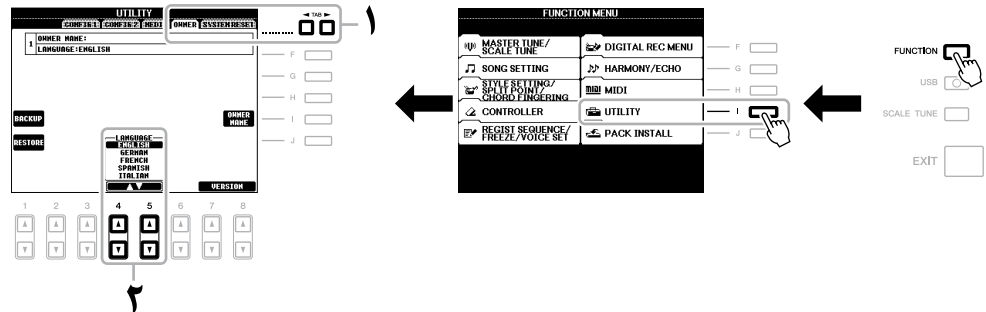 UTILITY
CONFIG 1 CONFIG 2 MEDI OWNER SYSTEM RESET
◄ TAB ►
١
1 OWNER NAME:
LANGUAGE:ENGLISH
F
G
H
BACKUP
OWNER NAME
I
RESTORE
J
LANGUAGE
ENGLISH
GERMAN
FRENCH
SPANISH
ITALIAN
▲▼
VERSION
1 2 3 4 5 6 7 8
٢
FUNCTION MENU
MASTER TUNE/
SCALE TUNE
DIGITAL REC MENU
F
SONG SETTING
HARMONY/ECHO
G
STYLE SETTING/
SPLIT POINT/
CHORD FINGERING
MIDI MIDI
H
CONTROLLER
UTILITY
I
REGIST SEQUENCE/
FREEZE/VOICE SET
PACK INSTALL
J
FUNCTION
USB
SCALE TUNE
EXIT